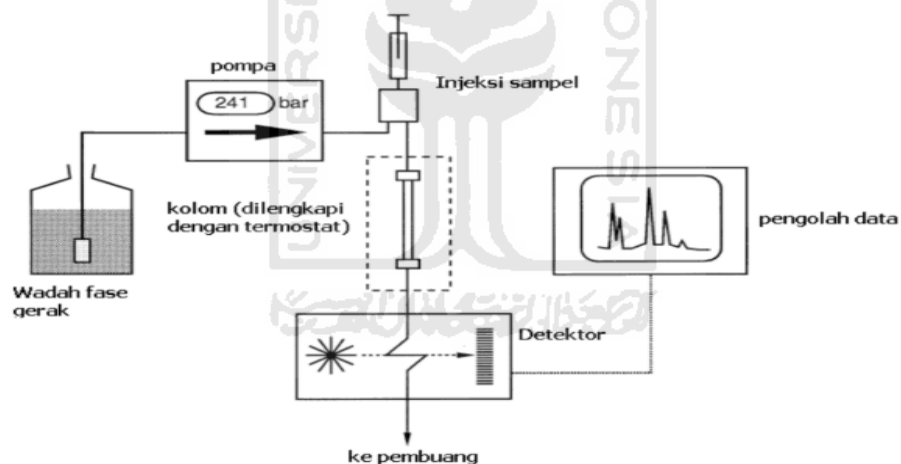 pompa
241 bar
Injeksi sampel
kolom (dilengkapi
dengan termostat)
pengolah data
Wadah fase
gerak
Detektor
ke pembuang